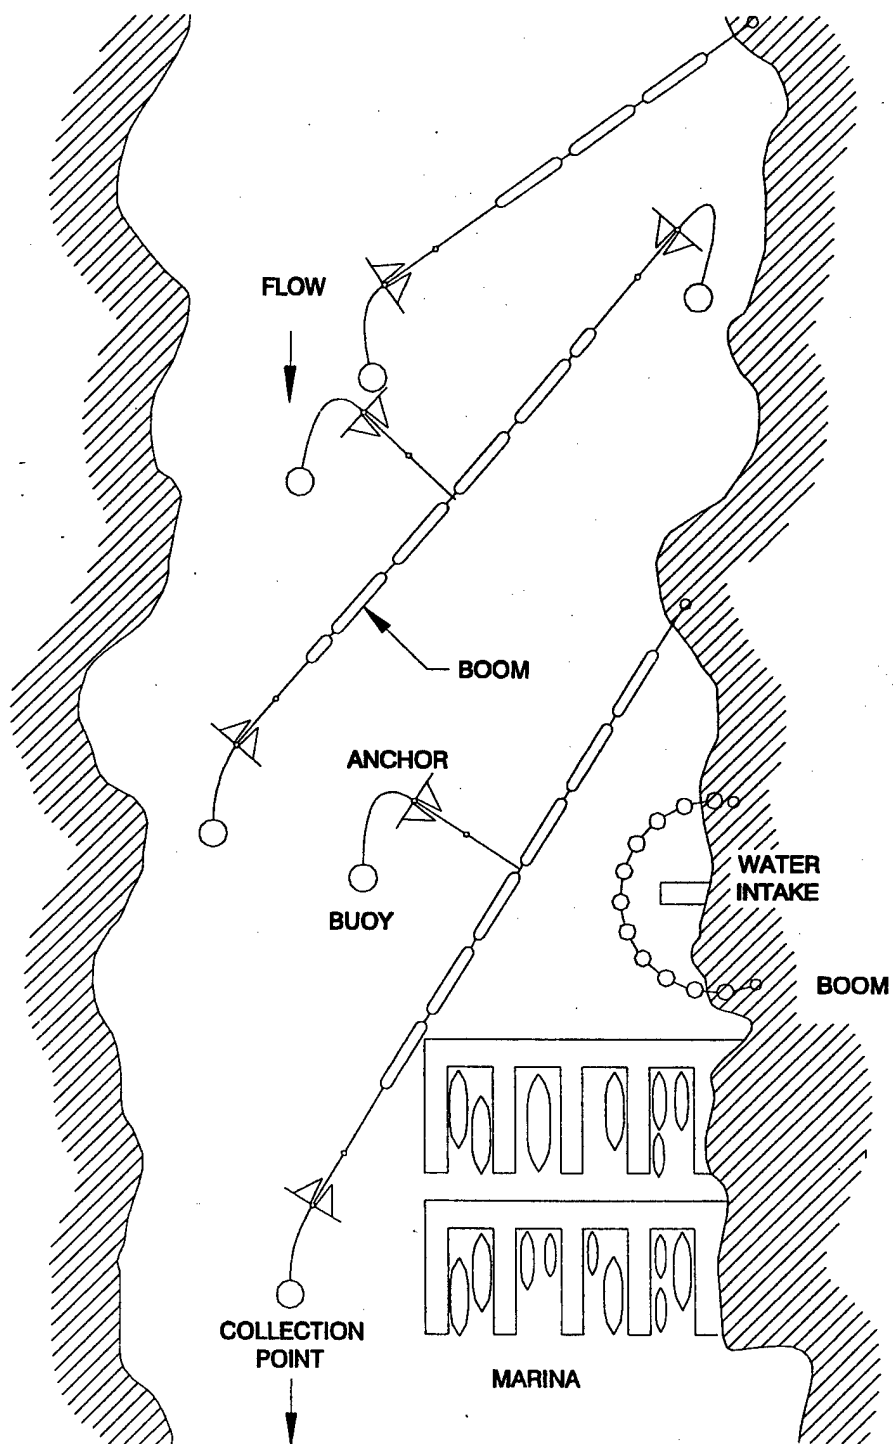 FLOW
BOOM
ANCHOR
WATER
INTAKE
BUOY
BOOM
COLLECTION
POINT
MARINA